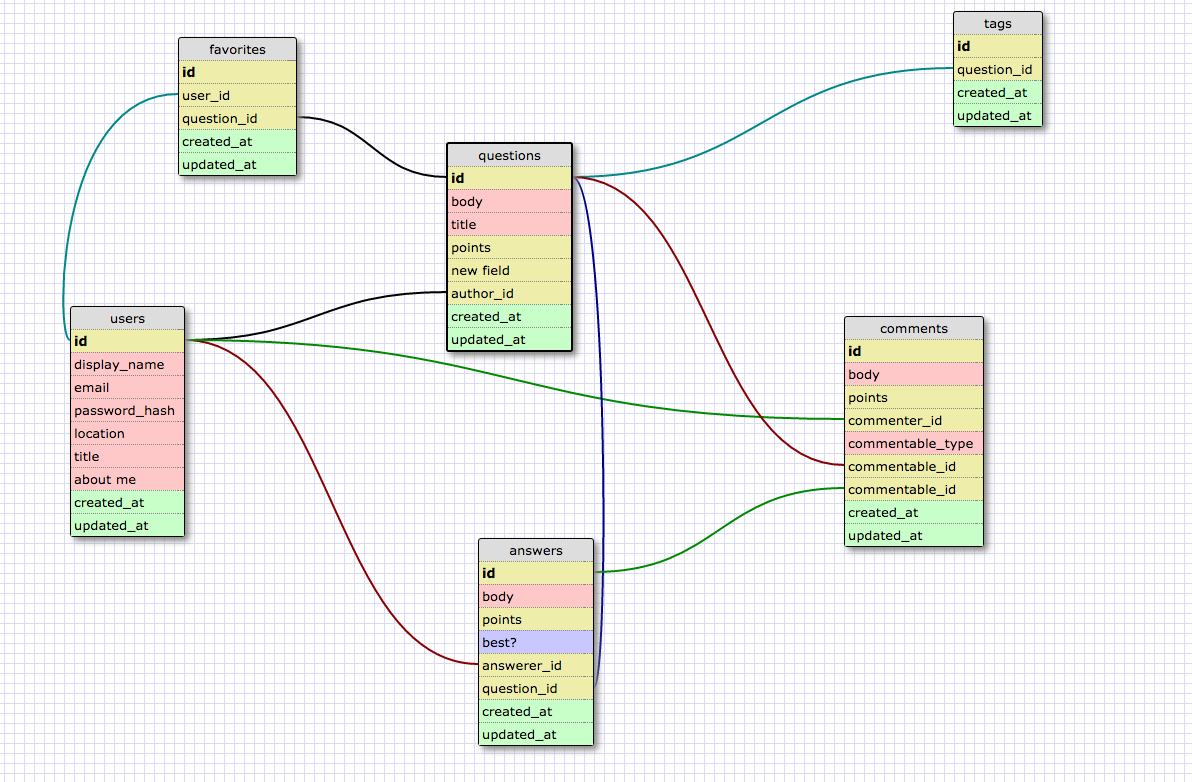 favorites
id
user_id
question_id
created_at
updated_at
tags
id
question_id
created_at
updated_at
questions
id
body
title
points
new field
author_id
created_at
updated_at
users
id
display_name
email
password_hash
location
title
about me
created_at
updated_at
comments
id
body
points
commenter_id
commentable_type
commentable_id
commentable_id
created_at
updated_at
answers
id
body
points
best?
answerer_id
question_id
created_at
updated_at